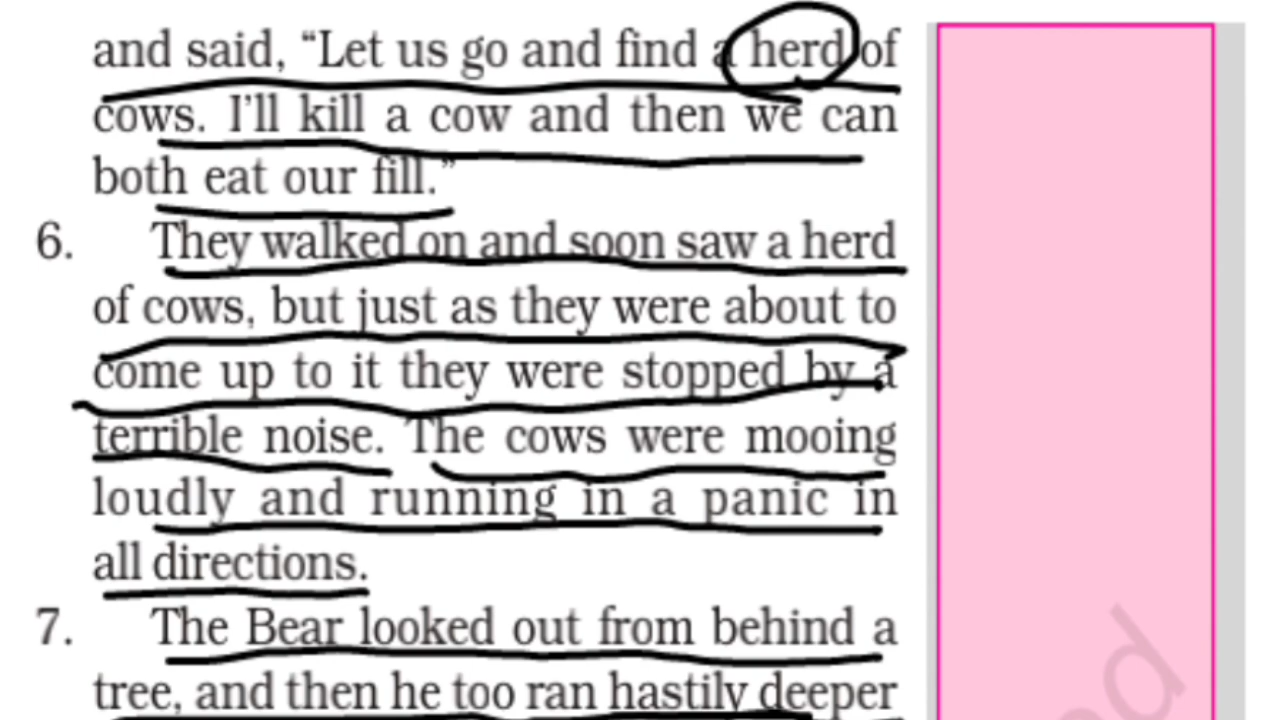 and said, “Let us go and find a herd of
cows. I’ll kill a cow and then we can
both eat our fill.”
6. They walked on and soon saw a herd
of cows, but just as they were about to
come up to it they were stopped by a
terrible noise. The cows were mooing
loudly and running in a panic in
all directions.
7. The Bear looked out from behind a
tree, and then he too ran hastily deeper